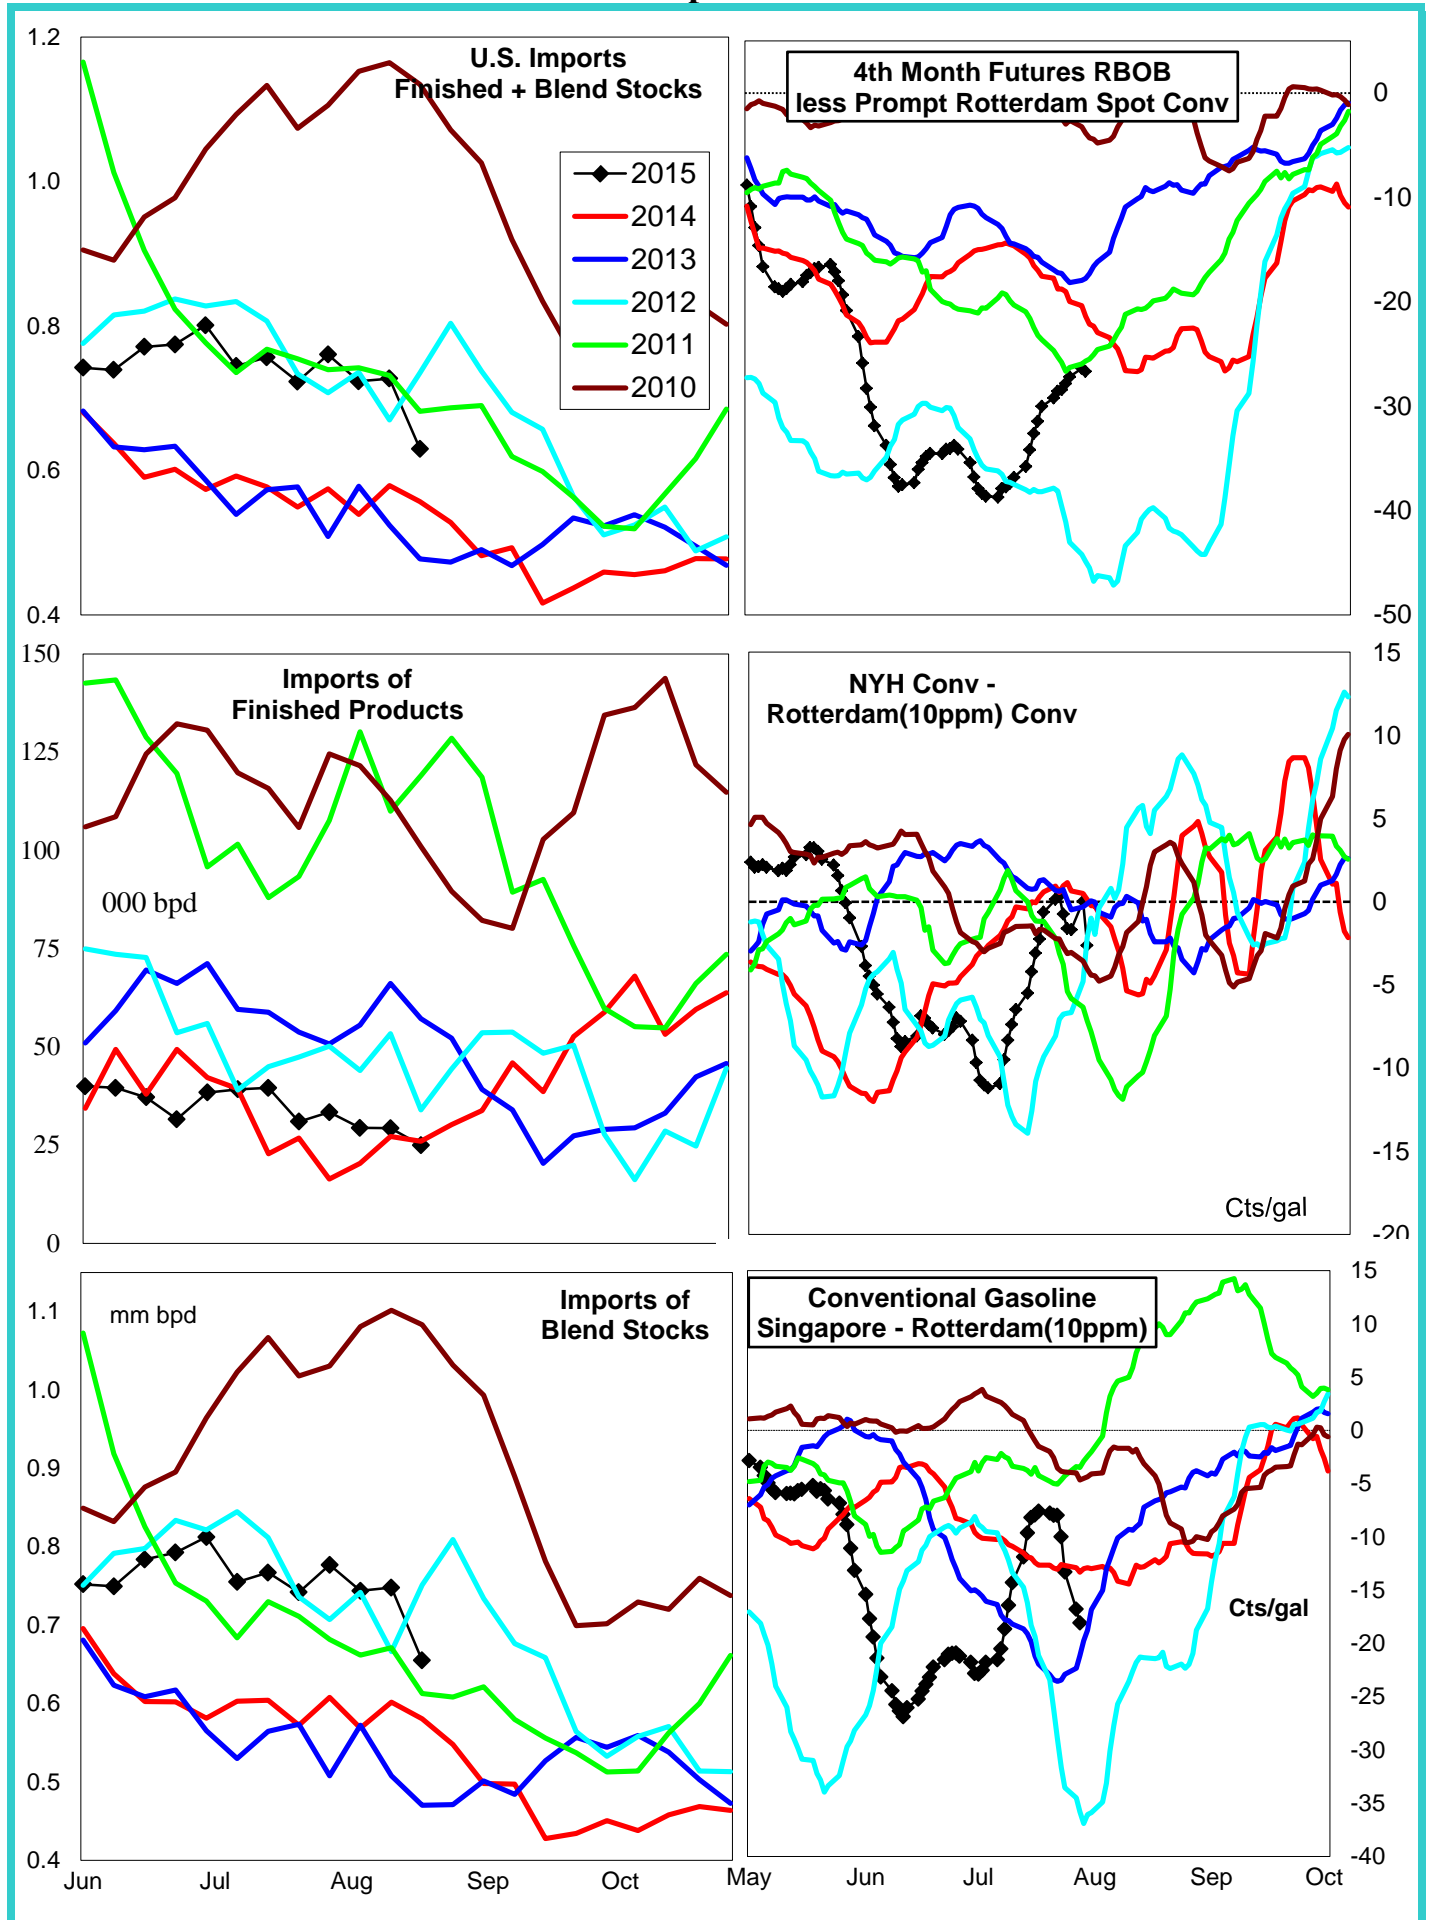 U.S. Imports
Finished + Blend Stocks
1.2
1.0
0.8
0.6
0.4
2015
2014
2013
2012
2011
2010
4th Month Futures RBOB
less Prompt Rotterdam Spot Conv
0
-10
-20
-30
-40
-50
Imports of
Finished Products
000 bpd
150
125
100
75
50
25
0
NYH Conv -
Rotterdam(10ppm) Conv
15
10
5
0
-5
-10
-15
-20
Cts/gal
mm bpd
Imports of
Blend Stocks
1.1
1.0
0.9
0.8
0.7
0.6
0.5
0.4
Jun Jul Aug Sep Oct
Conventional Gasoline
Singapore - Rotterdam(10ppm)
15
10
5
0
-5
-10
-15
-20
-25
-30
-35
-40
Cts/gal
May Jun Jul Aug Sep Oct